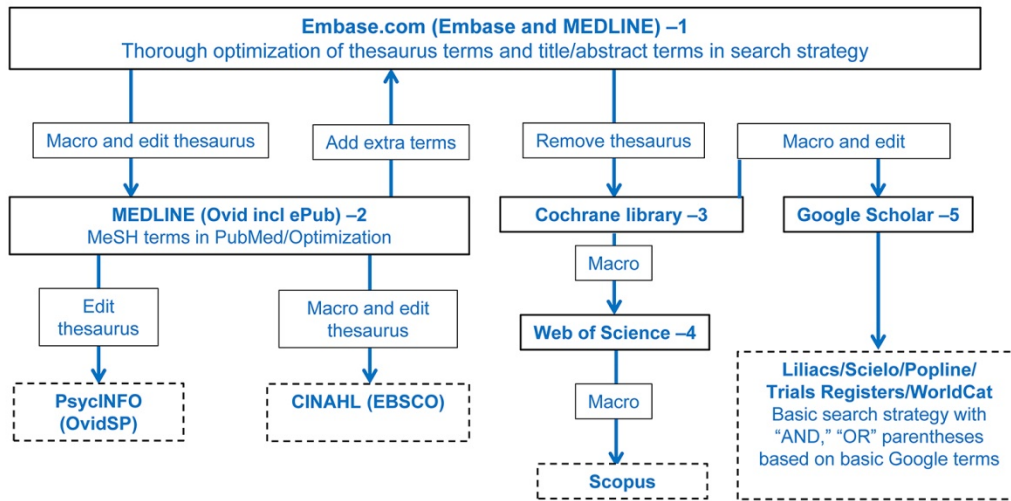 Embase.com (Embase and MEDLINE) –1
Thorough optimization of thesaurus terms and title/abstract terms in search strategy
Macro and edit thesaurus
Add extra terms
Remove thesaurus
Macro and edit
MEDLINE (Ovid incl ePub) –2
MeSH terms in PubMed/Optimization
Cochrane library –3
Google Scholar –5
Macro
Edit
thesaurus
Macro and edit
thesaurus
Web of Science –4
PsycINFO
(OvidSP)
CINAHL (EBSCO)
Macro
Liliacs/Scielo/Popline/
Trials Registers/WorldCat
Basic search strategy with
“AND,” “OR” parentheses
based on basic Google terms
Scopus